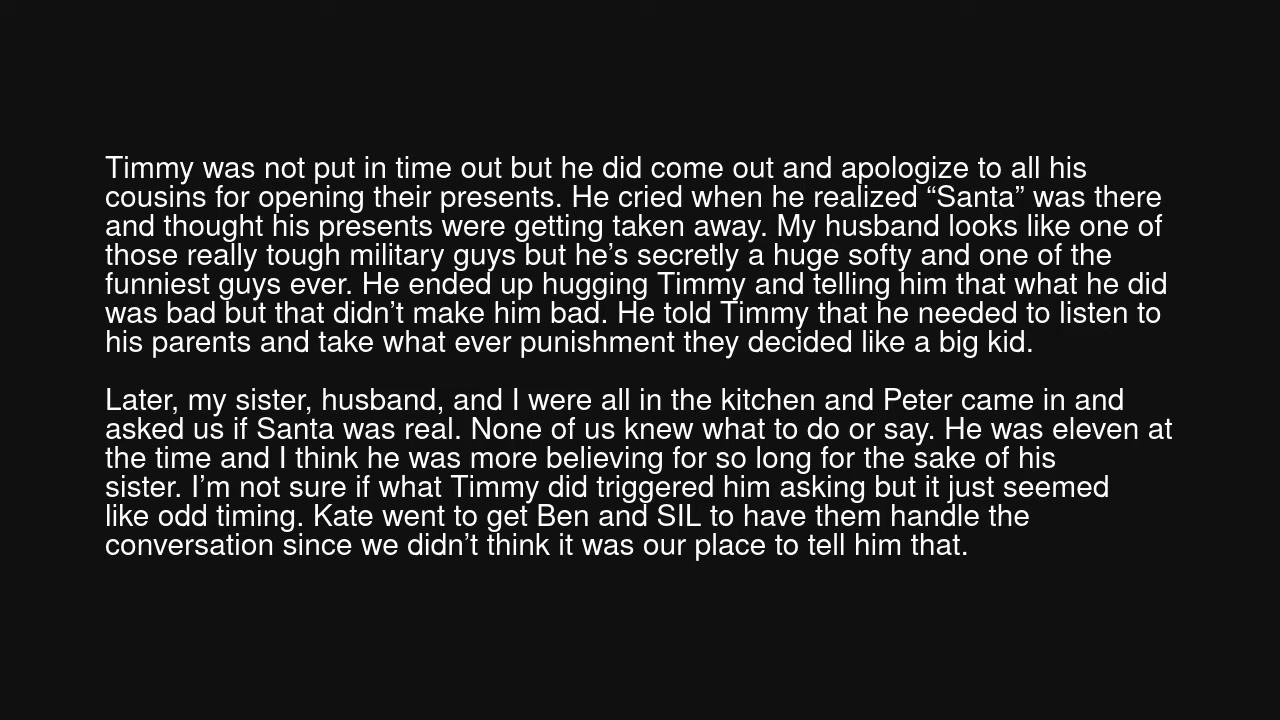 Timmy was not put in time out but he did come out and apologize to all his
cousins for opening their presents. He cried when he realized “Santa” was there
and thought his presents were getting taken away. My husband looks like one of
those really tough military guys but he’s secretly a huge softy and one of the
funniest guys ever. He ended up hugging Timmy and telling him that what he did
was bad but that didn’t make him bad. He told Timmy that he needed to listen to
his parents and take what ever punishment they decided like a big kid.
Later, my sister, husband, and I were all in the kitchen and Peter came in and
asked us if Santa was real. None of us knew what to do or say. He was eleven at
the time and I think he was more believing for so long for the sake of his
sister. I’m not sure if what Timmy did triggered him asking but it just seemed
like odd timing. Kate went to get Ben and SIL to have them handle the
conversation since we didn’t think it was our place to tell him that.